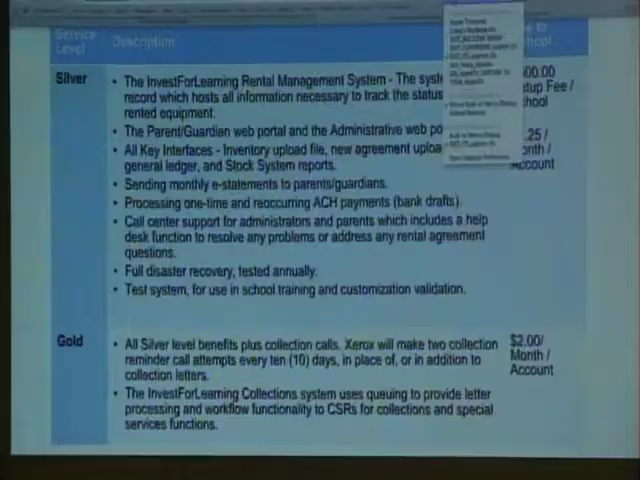 Service
Level
Description
Silver
• The InvestForLearning Rental Management System - The
record which hosts all information necessary to track the status
rented equipment.
• The Parent/Guardian web portal and the Administrative web
• All Key Interfaces - Inventory upload file, new agreement
general ledger, and Stock System reports.
• Sending monthly e-statements to parents/guardians.
• Processing one-time and reoccurring ACH payments (bank drafts).
• Call center support for administrators and parents which includes a help
desk function to resolve any problems or address any rental agreement
questions.
• Full disaster recovery, tested annually.
• Test system, for use in school training and customization validation.
00.00
Fee /
.25 /
Gold
• All Silver level benefits plus collection calls. Xerox will make two collection
reminder call attempts every ten (10) days, in place of, or in addition to
collection letters.
• The InvestForLearning Collections system uses queuing to provide letter
processing and workflow functionality to CSRs for collections and special
services functions.
$2.00/
Month /
Account